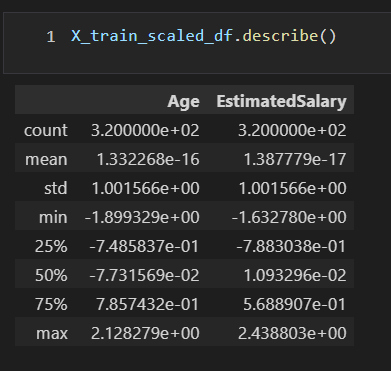 1 X_train_scaled_df.describe()
Age EstimatedSalary
count 3.200000e+02 3.200000e+02
mean 1.332268e-16 1.387779e-17
std 1.001566e+00 1.001566e+00
min -1.899329e+00 -1.632780e+00
25% -7.485837e-01 -7.883038e-01
50% -7.731569e-02 1.093296e-02
75% 7.857432e-01 5.688907e-01
max 2.128279e+00 2.438803e+00